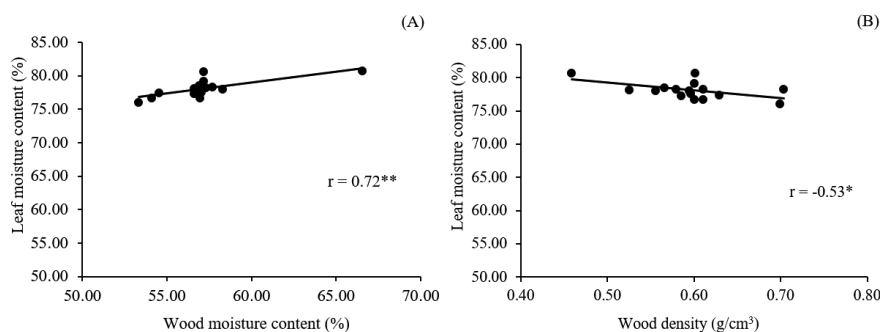 (A)
85.00
80.00
75.00
70.00
65.00
60.00
55.00
50.00
Leaf moisture content (%)
r = 0.72**
50.00 55.00 60.00 65.00 70.00
Wood moisture content (%)
(B)
85.00
80.00
75.00
70.00
65.00
60.00
55.00
50.00
Leaf moisture content (%)
r = -0.53*
0.40 0.50 0.60 0.70 0.80
Wood density (g/cm³)